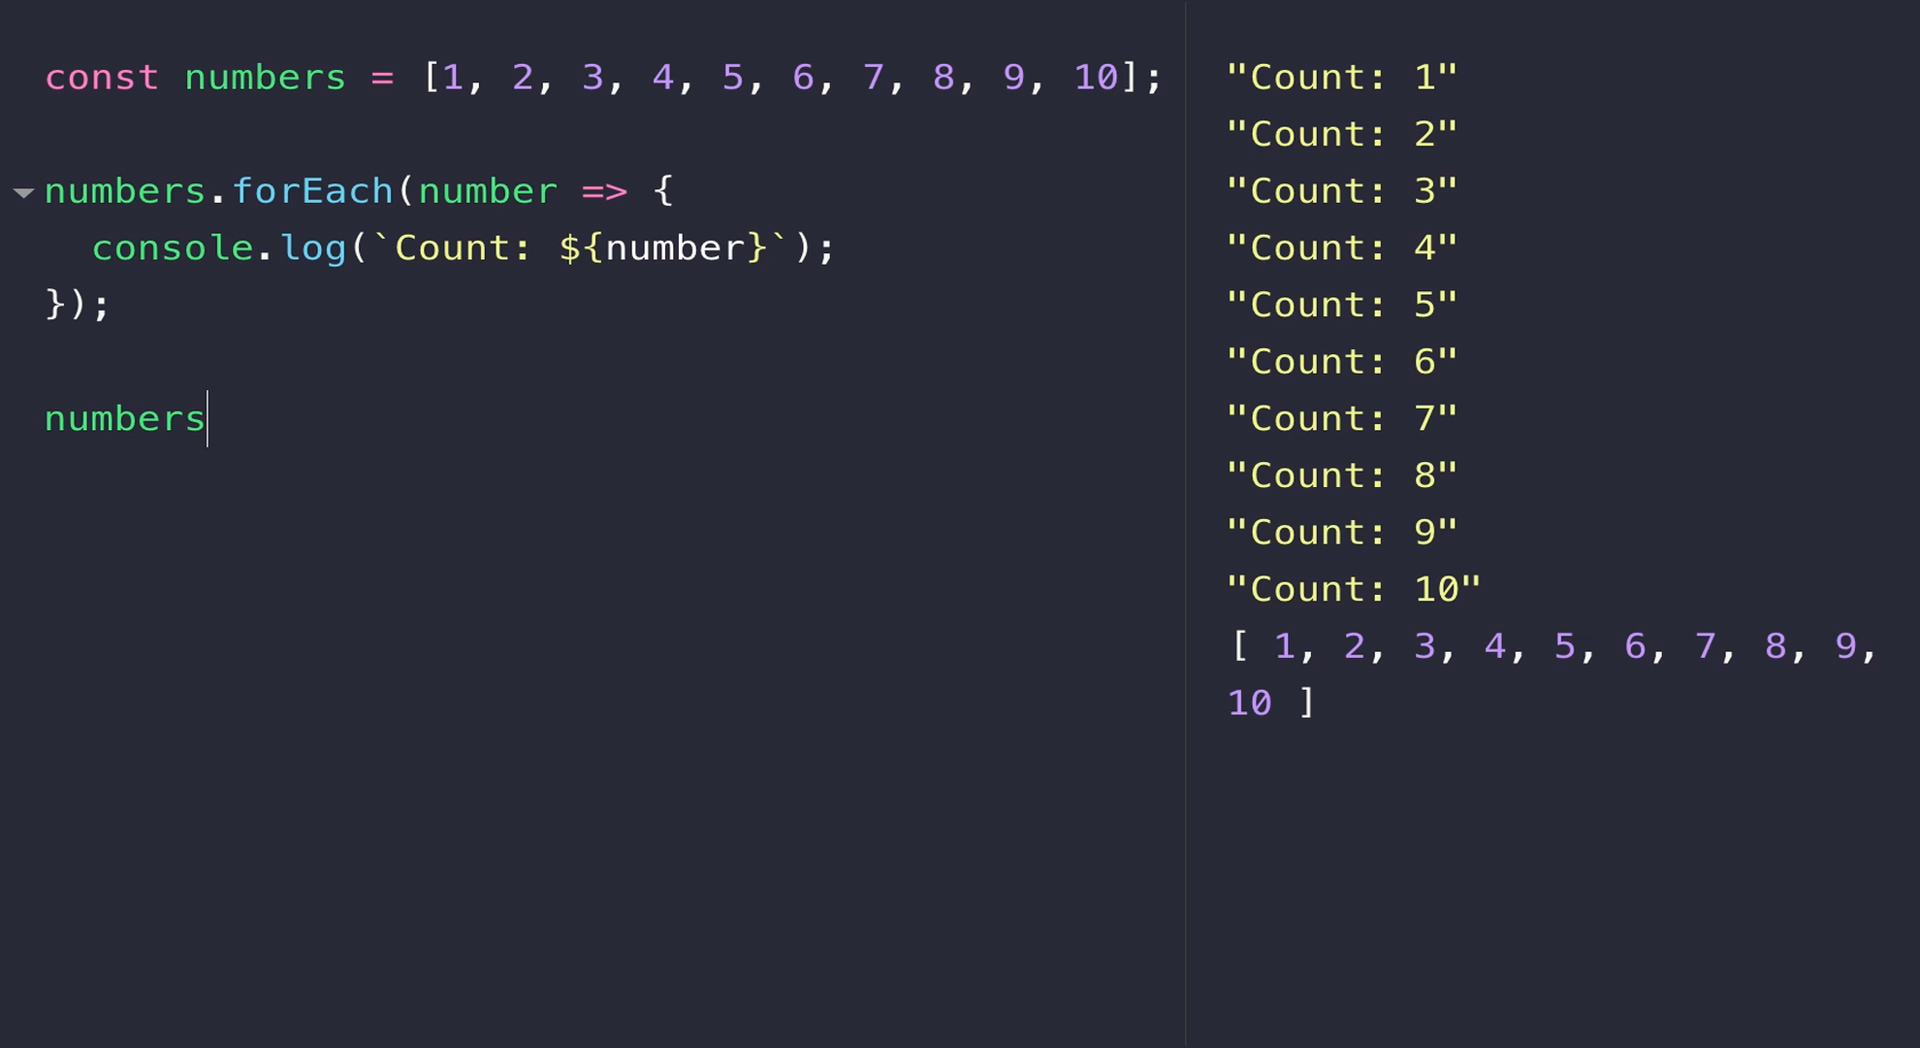 const numbers = [1, 2, 3, 4, 5, 6, 7, 8, 9, 10];
numbers.forEach(number => {
  console.log(`Count: ${number}`);
});
numbers
"Count: 1"
"Count: 2"
"Count: 3"
"Count: 4"
"Count: 5"
"Count: 6"
"Count: 7"
"Count: 8"
"Count: 9"
"Count: 10"
[ 1, 2, 3, 4, 5, 6, 7, 8, 9,
10 ]